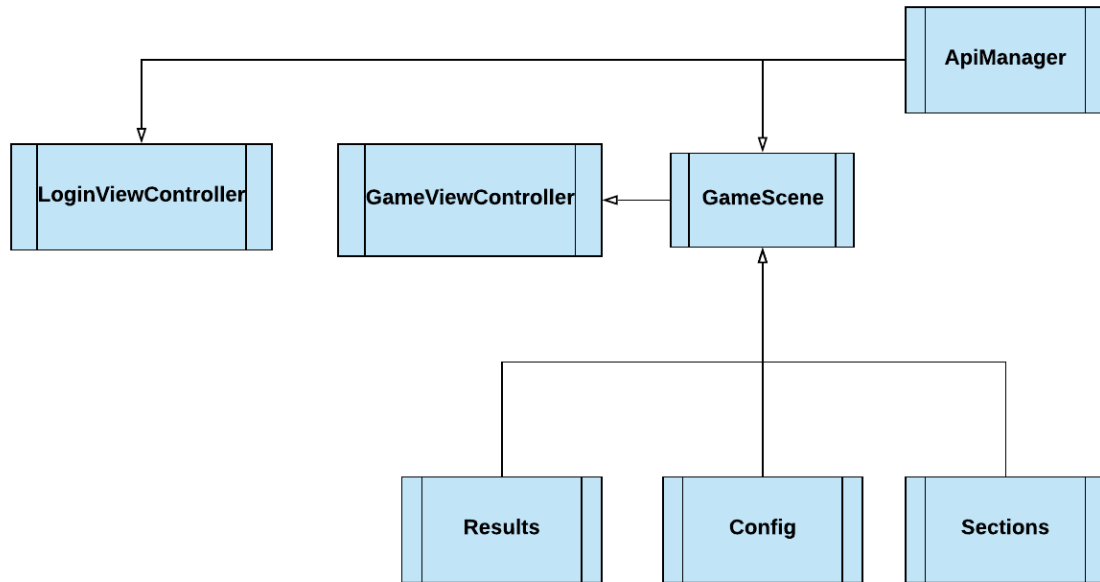 ApiManager
LoginViewController
GameViewController
GameScene
Results
Config
Sections